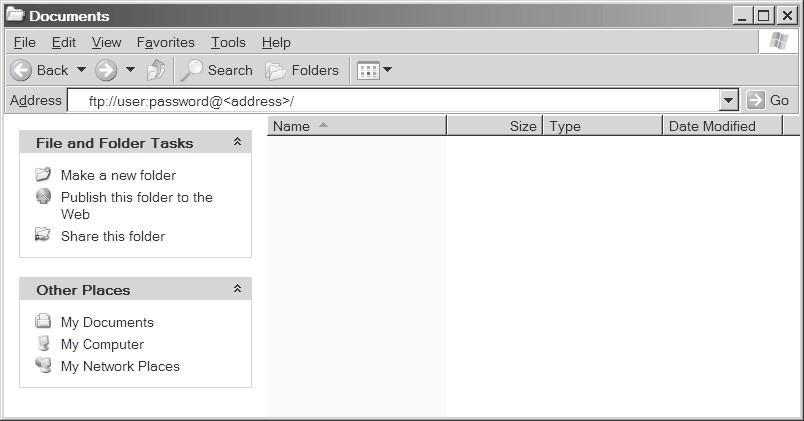 Documents
File Edit View Favorites Tools Help
Back Search Folders
Address ftp://user:password@<address>/ Go
Name Size Type Date Modified
File and Folder Tasks
Make a new folder
Publish this folder to the
Web
Share this folder
Other Places
My Documents
My Computer
My Network Places